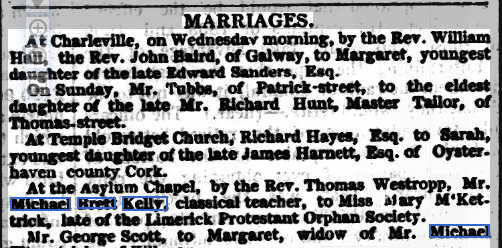 MARRIAGES.
At Charleville, on Wednesday morning, by the Rev. William
Hull, the Rev. John Baird, of Galway, to Margaret, youngest
daughter of the late Edward Sanders, Esq.
On Sunday, Mr. Tubbs, of Patrick-street, to the eldest
daughter of the late Mr. Richard Hunt, Master Tailor, of
Thomas-street.
At Temple Bridget Church, Richard Hayes, Esq. to Sarah,
youngest daughter of the late James Harnett, Esq. of Oyster-
haven county Cork.
At the Asylum Chapel, by the Rev. Thomas Westropp, Mr.
Michael Brett Kelly, classical teacher, to Miss Mary M'Ket-
trick, late of the Limerick Protestant Orphan Society.
Mr. George Scott, to Margaret, widow of Mr. Michael